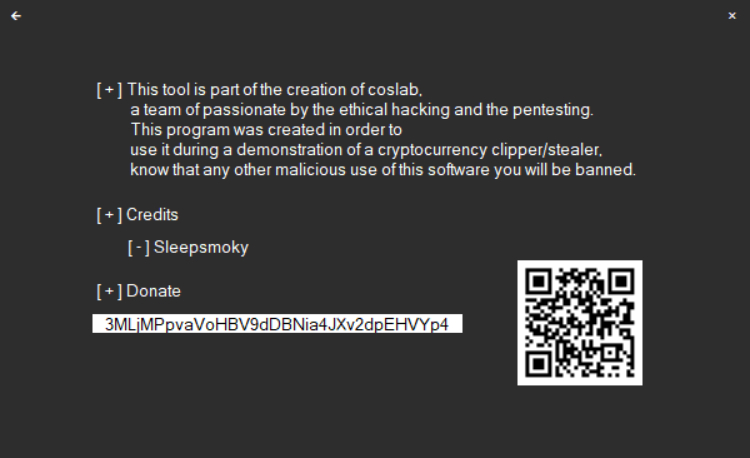 [ + ] This tool is part of the creation of coslab,
a team of passionate by the ethical hacking and the pentesting.
This program was created in order to
use it during a demonstration of a cryptocurrency clipper/stealer,
know that any other malicious use of this software you will be banned.
[ + ] Credits
[ - ] Sleepsmoky
[ + ] Donate
3MLjMPpvaVoHBV9dDBNia4JXv2dpEHVYp4